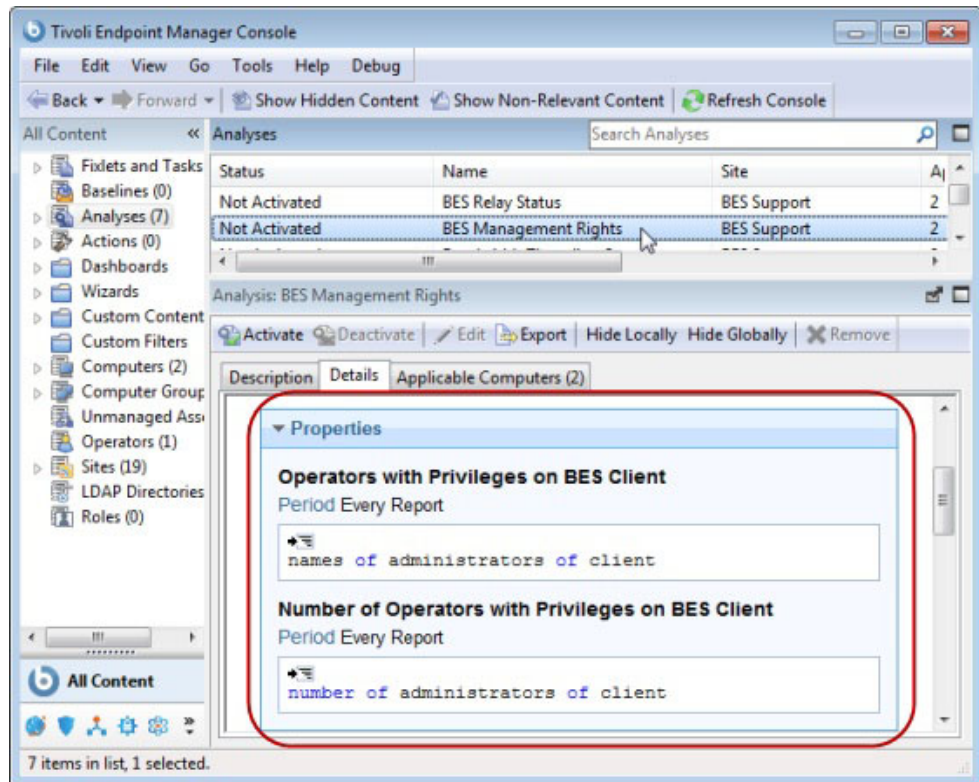 Tivoli Endpoint Manager Console
File Edit View Go Tools Help Debug
Back Forward Show Hidden Content Show Non-Relevant Content Refresh Console
All Content «
Fixlets and Tasks
Baselines (0)
Analyses (7)
Actions (0)
Dashboards
Wizards
Custom Content
Custom Filters
Computers (2)
Computer Group
Unmanaged Ass
Operators (1)
Sites (19)
LDAP Directories
Roles (0)
All Content
Analyses Search Analyses
Status Name Site
Not Activated BES Relay Status BES Support 2
Not Activated BES Management Rights BES Support 2
Analysis: BES Management Rights
Activate Deactivate Edit Export Hide Locally Hide Globally Remove
Description Details Applicable Computers (2)
Properties
Operators with Privileges on BES Client
Period Every Report
names of administrators of client
Number of Operators with Privileges on BES Client
Period Every Report
number of administrators of client
7 items in list, 1 selected.